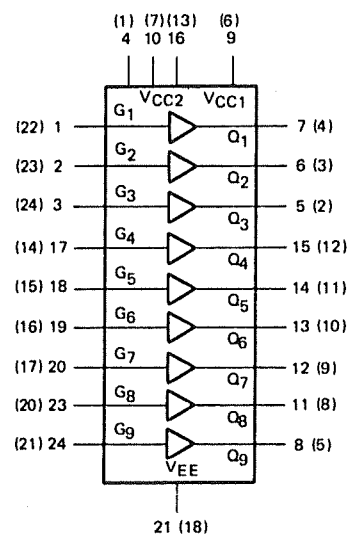 (1) (7) (13) (6)
4 10 16 9
VCC2 VCC1
(22) 1 G1 Q1 7 (4)
(23) 2 G2 Q2 6 (3)
(24) 3 G3 Q3 5 (2)
(14) 17 G4 Q4 15 (12)
(15) 18 G5 Q5 14 (11)
(16) 19 G6 Q6 13 (10)
(17) 20 G7 Q7 12 (9)
(20) 23 G8 Q8 11 (8)
(21) 24 G9 Q9 8 (5)
VEE
21 (18)